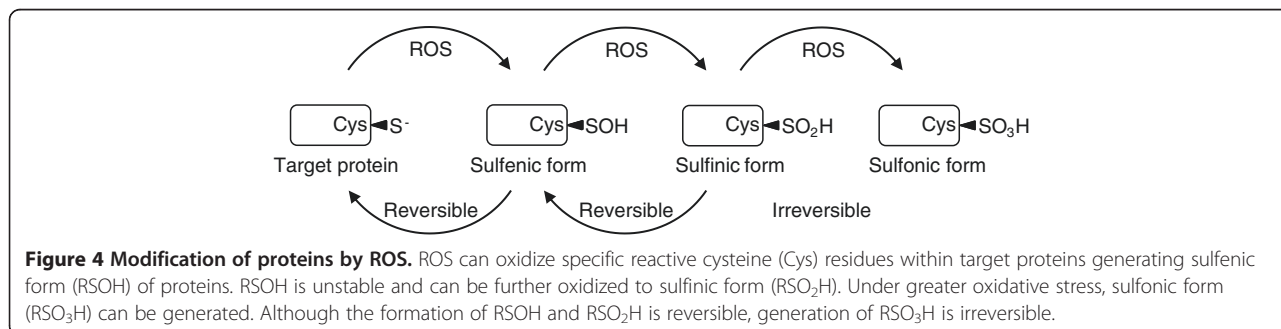 ROS ROS ROS
Cys S⁻ Cys SOH Cys SO₂H Cys SO₃H
Target protein Sulfenic form Sulfinic form Sulfonic form
Reversible Reversible Irreversible
Figure 4 Modification of proteins by ROS. ROS can oxidize specific reactive cysteine (Cys) residues within target proteins generating sulfenic
form (RSOH) of proteins. RSOH is unstable and can be further oxidized to sulfinic form (RSO₂H). Under greater oxidative stress, sulfonic form
(RSO₃H) can be generated. Although the formation of RSOH and RSO₂H is reversible, generation of RSO₃H is irreversible.